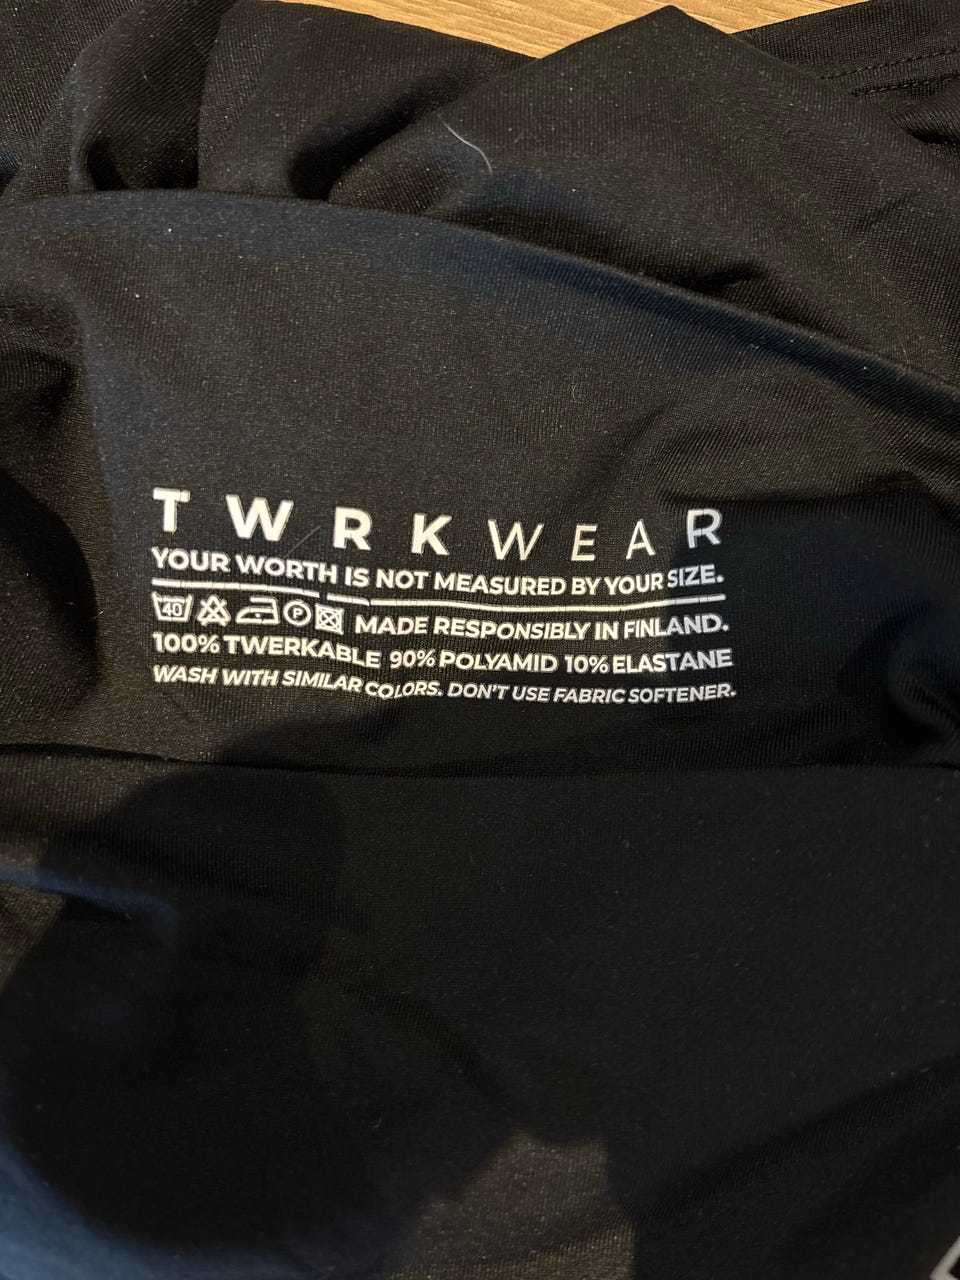 TWRKWEAR
YOUR WORTH IS NOT MEASURED BY YOUR SIZE.
40 P MADE RESPONSIBLY IN FINLAND.
100% TWERKABLE 90% POLYAMID 10% ELASTANE
WASH WITH SIMILAR COLORS. DON'T USE FABRIC SOFTENER.